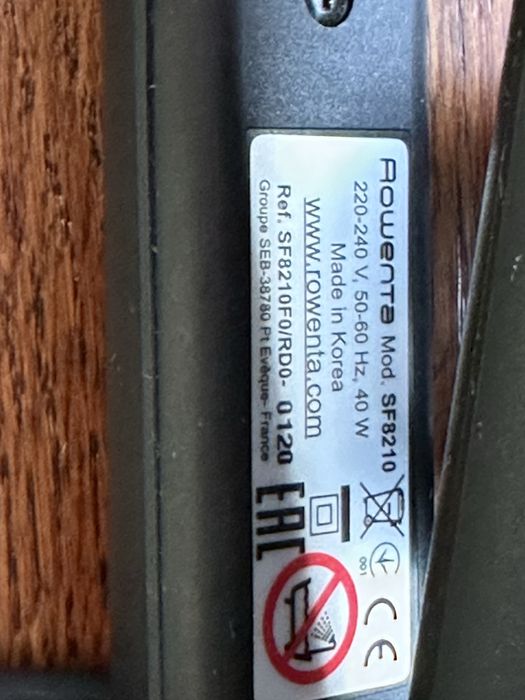 Rowenta Mod. SF8210
220-240 V, 50-60 Hz, 40 W
Made in Korea
www.rowenta.com
Ref. SF8210F0/RD0- 0120
Groupe SEB-38780 Pt Evêque- France
001
CE
EAC